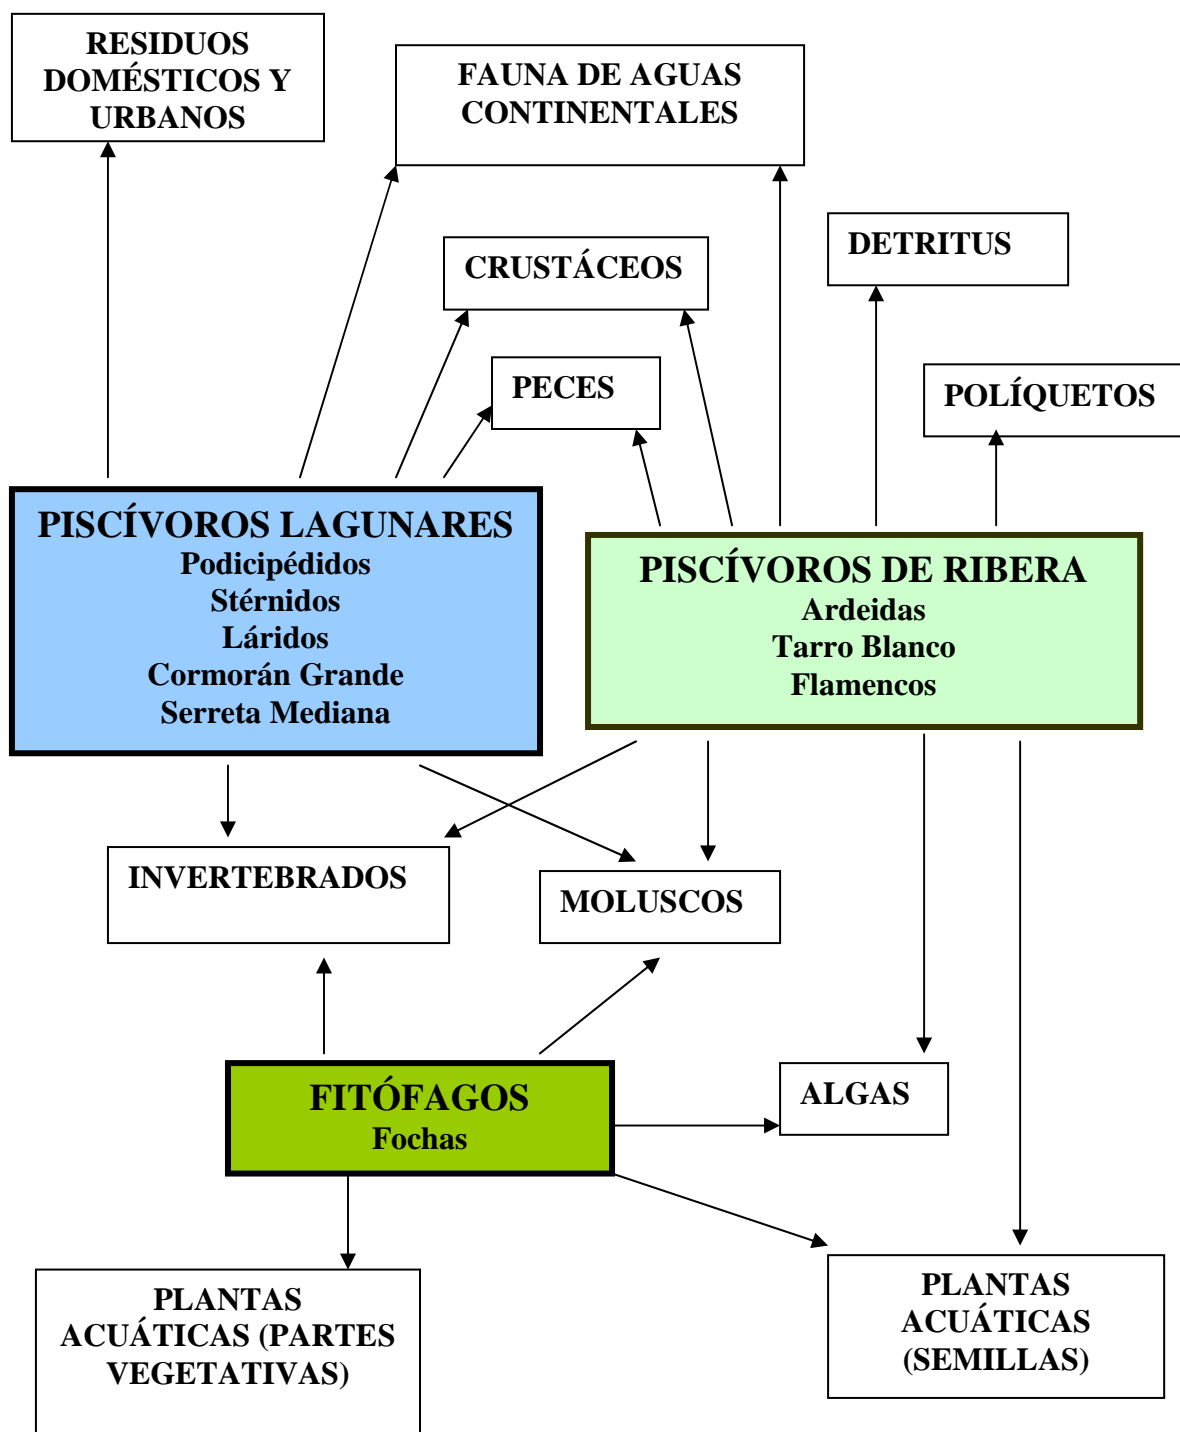 RESIDUOS
DOMÉSTICOS Y
URBANOS
FAUNA DE AGUAS
CONTINENTALES
DETRITUS
CRUSTÁCEOS
PECES
POLÍQUETOS
PISCÍVOROS LAGUNARES
Podicipédidos
Stérnidos
Láridos
Cormorán Grande
Serreta Mediana
PISCÍVOROS DE RIBERA
Ardeidas
Tarro Blanco
Flamencos
INVERTEBRADOS
MOLUSCOS
FITÓFAGOS
Fochas
ALGAS
PLANTAS
ACUÁTICAS (PARTES
VEGETATIVAS)
PLANTAS
ACUÁTICAS
(SEMILLAS)